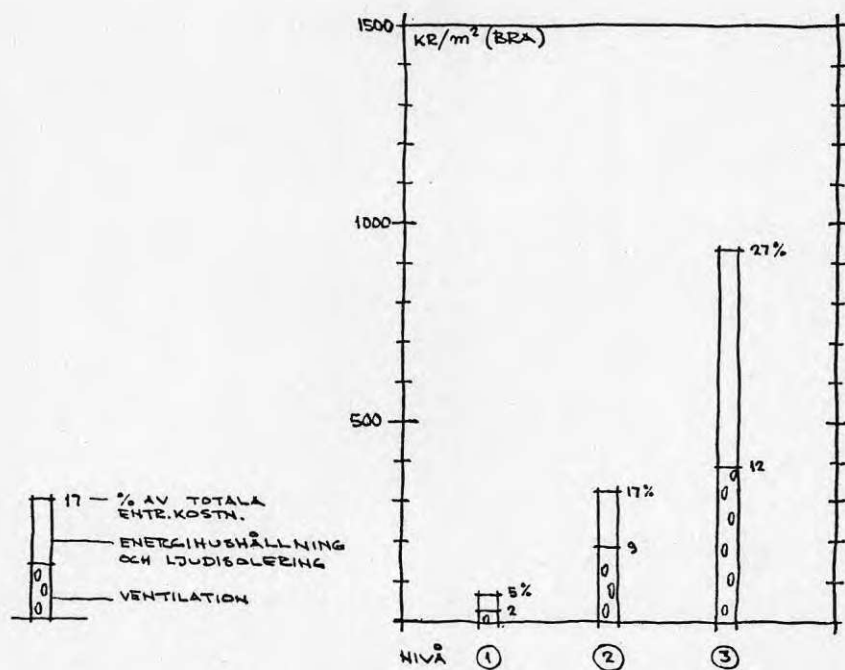 1500
KR/m² (BRA)
1000
27%
500
12
17%
9
5%
2
17 — % AV TOTALA
ENTR. KOSTN.
ENERGIHUSHÅLLNING
OCH LJUDISOLERING
VENTILATION
NIVÅ 1 2 3